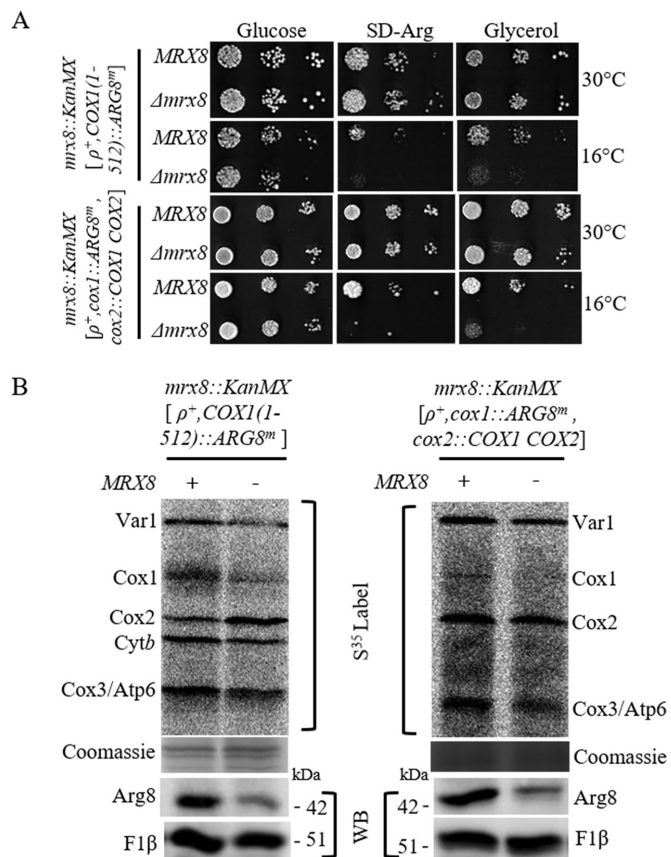 A
Glucose SD-Arg Glycerol
mrx8::KanMX
[ρ⁺,COX1(1-
512)::ARG8ᵐ]
MRX8
Δmrx8
30°C
MRX8
Δmrx8
16°C
mrx8::KanMX
[ρ⁺,cox1::ARG8ᵐ,
cox2::COX1 COX2]
MRX8
Δmrx8
30°C
MRX8
Δmrx8
16°C
B
mrx8::KanMX
[ρ⁺,COX1(1-
512)::ARG8ᵐ]
MRX8 + -
Var1
Cox1
Cox2
Cytb
Cox3/Atp6
Coomassie
Arg8
F1β
S³⁵ Label
kDa
- 42
- 51
WB
mrx8::KanMX
[ρ⁺,cox1::ARG8ᵐ,
cox2::COX1 COX2]
MRX8 + -
Var1
Cox1
Cox2
Cox3/Atp6
Coomassie
42 -
Arg8
51 -
F1β